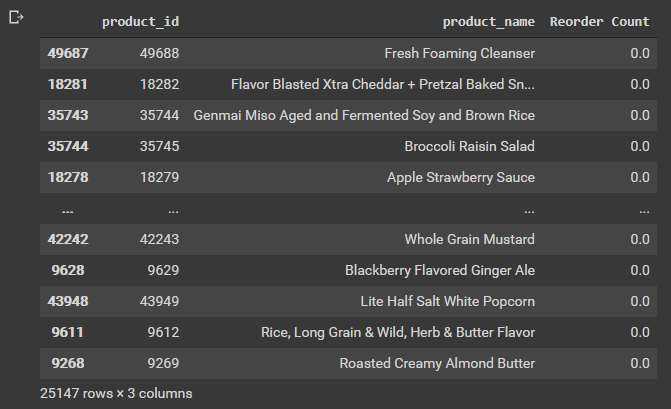 product_id product_name Reorder Count
49687 49688 Fresh Foaming Cleanser 0.0
18281 18282 Flavor Blasted Xtra Cheddar + Pretzal Baked Sn... 0.0
35743 35744 Genmai Miso Aged and Fermented Soy and Brown Rice 0.0
35744 35745 Broccoli Raisin Salad 0.0
18278 18279 Apple Strawberry Sauce 0.0
... ... ... ...
42242 42243 Whole Grain Mustard 0.0
9628 9629 Blackberry Flavored Ginger Ale 0.0
43948 43949 Lite Half Salt White Popcorn 0.0
9611 9612 Rice, Long Grain & Wild, Herb & Butter Flavor 0.0
9268 9269 Roasted Creamy Almond Butter 0.0
25147 rows × 3 columns